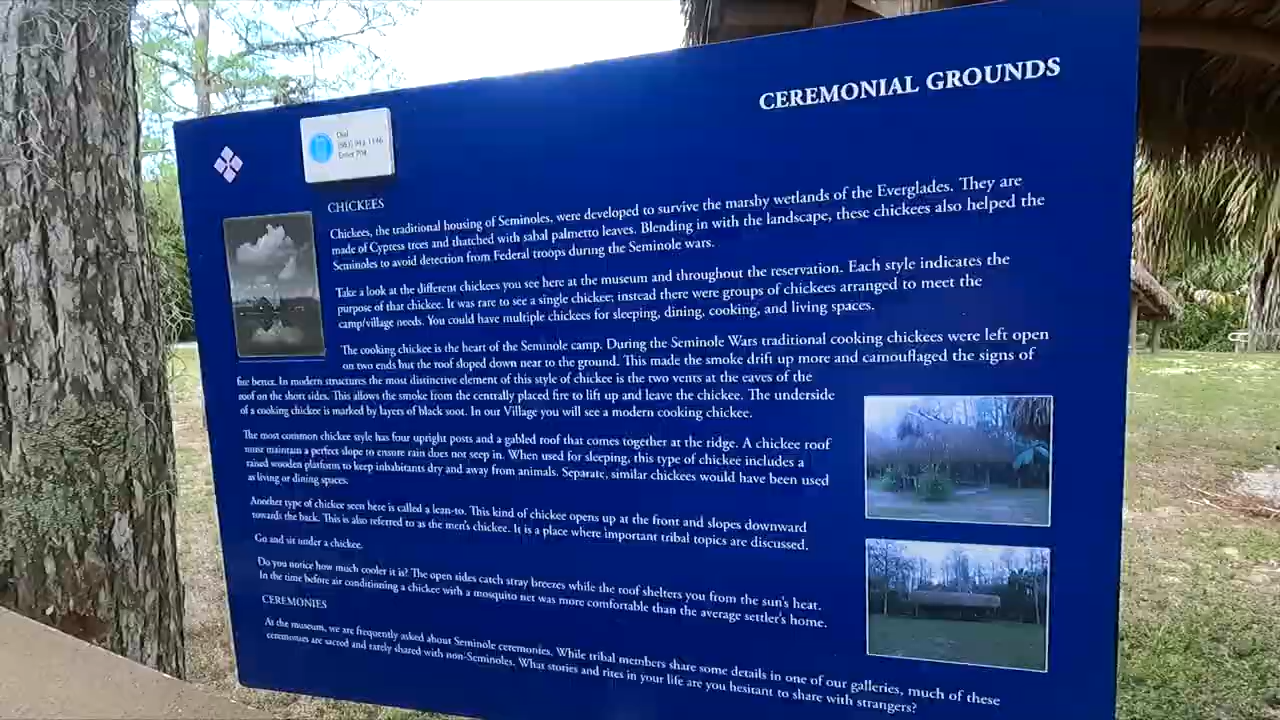 CEREMONIAL GROUNDS
Dial
Enter 704
CHICKEES
Chickees, the traditional housing of Seminoles, were developed to survive the marshy wetlands of the Everglades. They are
made of Cypress trees and thatched with sabal palmetto leaves. Blending in with the landscape, these chickees also helped the
Seminoles to avoid detection from Federal troops during the Seminole wars.
Take a look at the different chickees you see here at the museum and throughout the reservation. Each style indicates the
purpose of that chickee. It was rare to see a single chickee; instead there were groups of chickees arranged to meet the
camp/village needs. You could have multiple chickees for sleeping, dining, cooking, and living spaces.
The cooking chickee is the heart of the Seminole camp. During the Seminole Wars traditional cooking chickees were left open
on two ends but the roof sloped down near to the ground. This made the smoke drift up more and camouflaged the signs of
fire better. In modern structures the most distinctive element of this style of chickee is the two vents at the eaves of the
roof on the short sides. This allows the smoke from the centrally placed fire to lift up and leave the chickee. The underside
of a cooking chickee is marked by layers of black soot. In our Village you will see a modern cooking chickee.
The most common chickee style has four upright posts and a gabled roof that comes together at the ridge. A chickee roof
must maintain a perfect slope to ensure rain does not seep in. When used for sleeping, this type of chickee includes a
raised wooden platform to keep inhabitants dry and away from animals. Separate, similar chickees would have been used
as living or dining spaces.
Another type of chickee seen here is called a lean-to. This kind of chickee opens up at the front and slopes downward
towards the back. This is also referred to as the men's chickee. It is a place where important tribal topics are discussed.
Go and sit under a chickee.
Do you notice how much cooler it is? The open sides catch stray breezes while the roof shelters you from the sun's heat.
In the time before air conditioning a chickee with a mosquito net was more comfortable than the average settler's home.
CEREMONIES
At the museum, we are frequently asked about Seminole ceremonies. While tribal members share some details in one of our galleries, much of these
ceremonies are sacred and rarely shared with non-Seminoles. What stories and rites in your life are you hesitant to share with strangers?